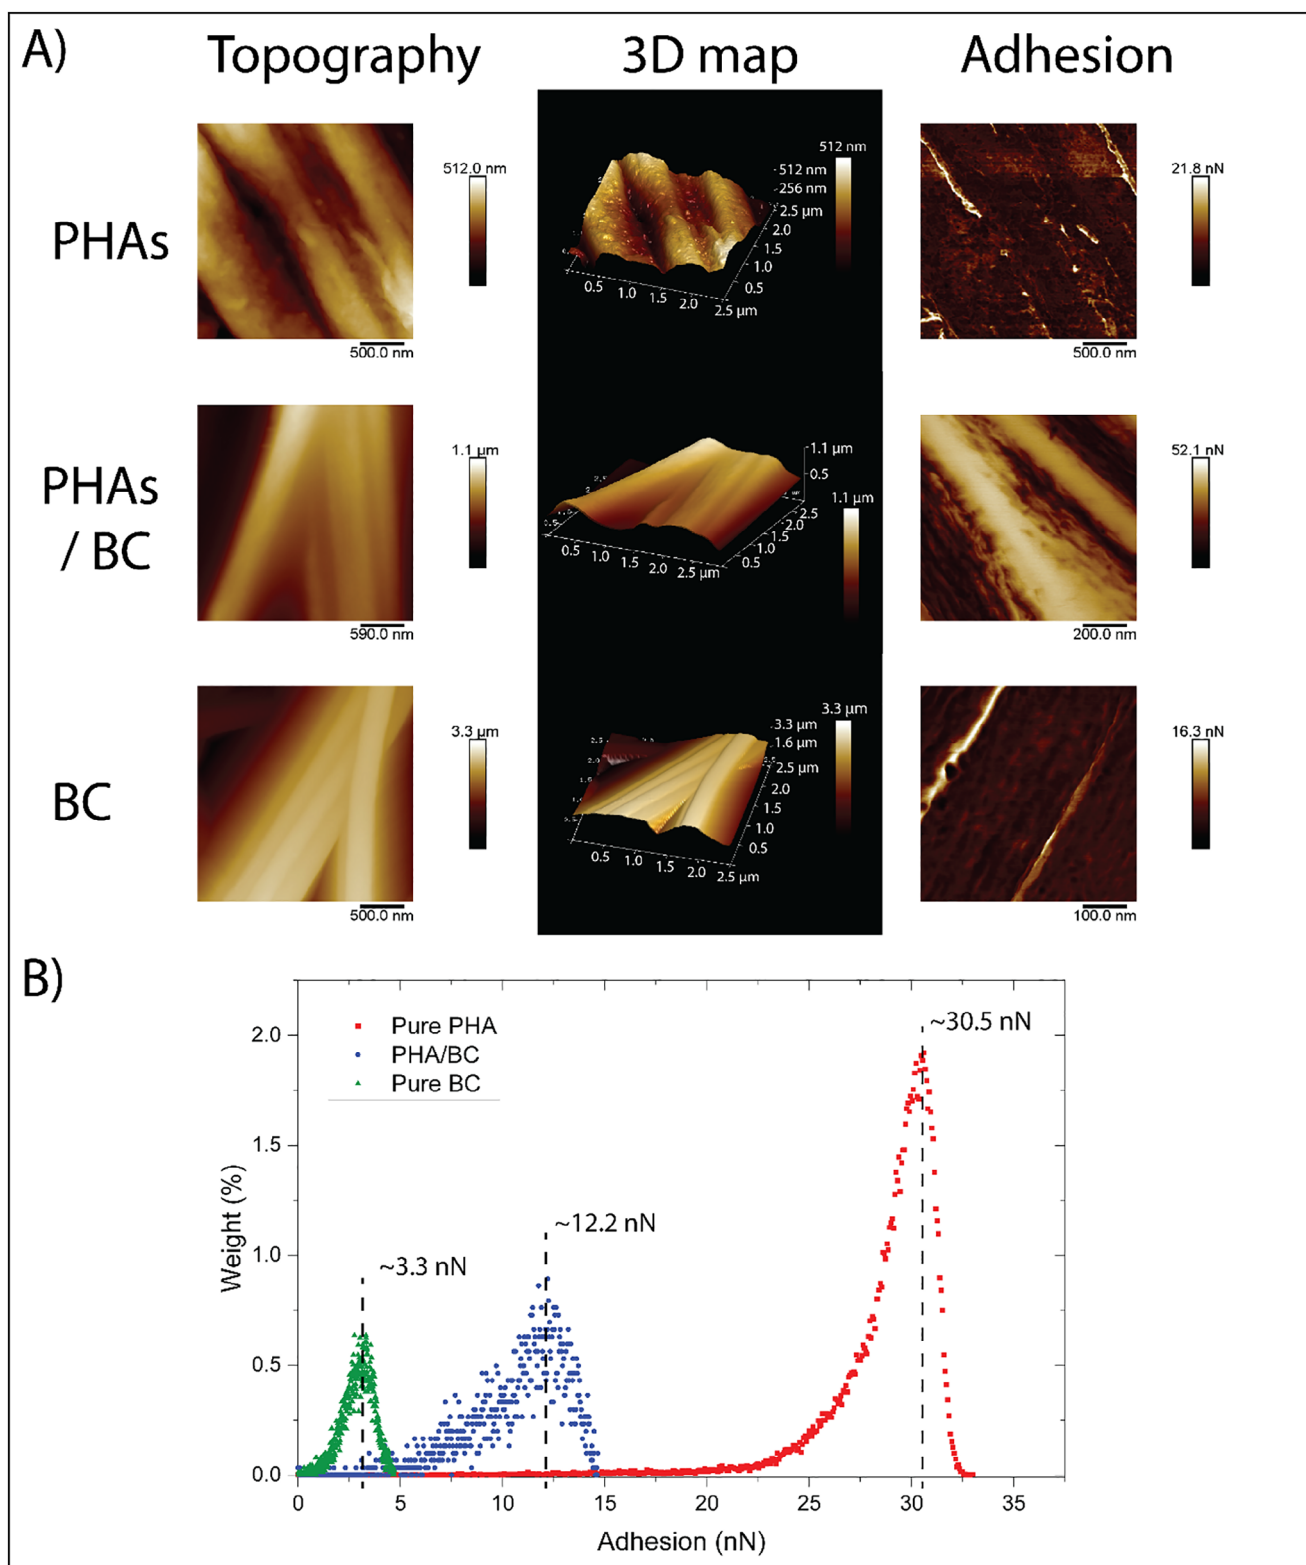 A)
Topography
3D map
Adhesion
PHAs
512.0 nm
500.0 nm
512 nm
512 nm
256 nm
2.5 µm
2.0
1.5
1.0
0.5
0.5
1.0
1.5
2.0
2.5 µm
21.8 nN
500.0 nm
PHAs
/ BC
1.1 µm
590.0 nm
1.1 µm
0.5
1.1 µm
2.5
2.0
1.5
1.0
0.5
0.5
1.0
1.5
2.0
2.5 µm
52.1 nN
200.0 nm
BC
3.3 µm
500.0 nm
3.3 µm
3.3 µm
1.6 µm
2.5 µm
2.0
1.5
1.0
0.5
0.5
1.0
1.5
2.0
2.5 µm
16.3 nN
100.0 nm
B)
Pure PHA
PHA/BC
Pure BC
~30.5 nN
~12.2 nN
~3.3 nN
2.0
1.5
1.0
0.5
0.0
Weight (%)
0 5 10 15 20 25 30 35
Adhesion (nN)